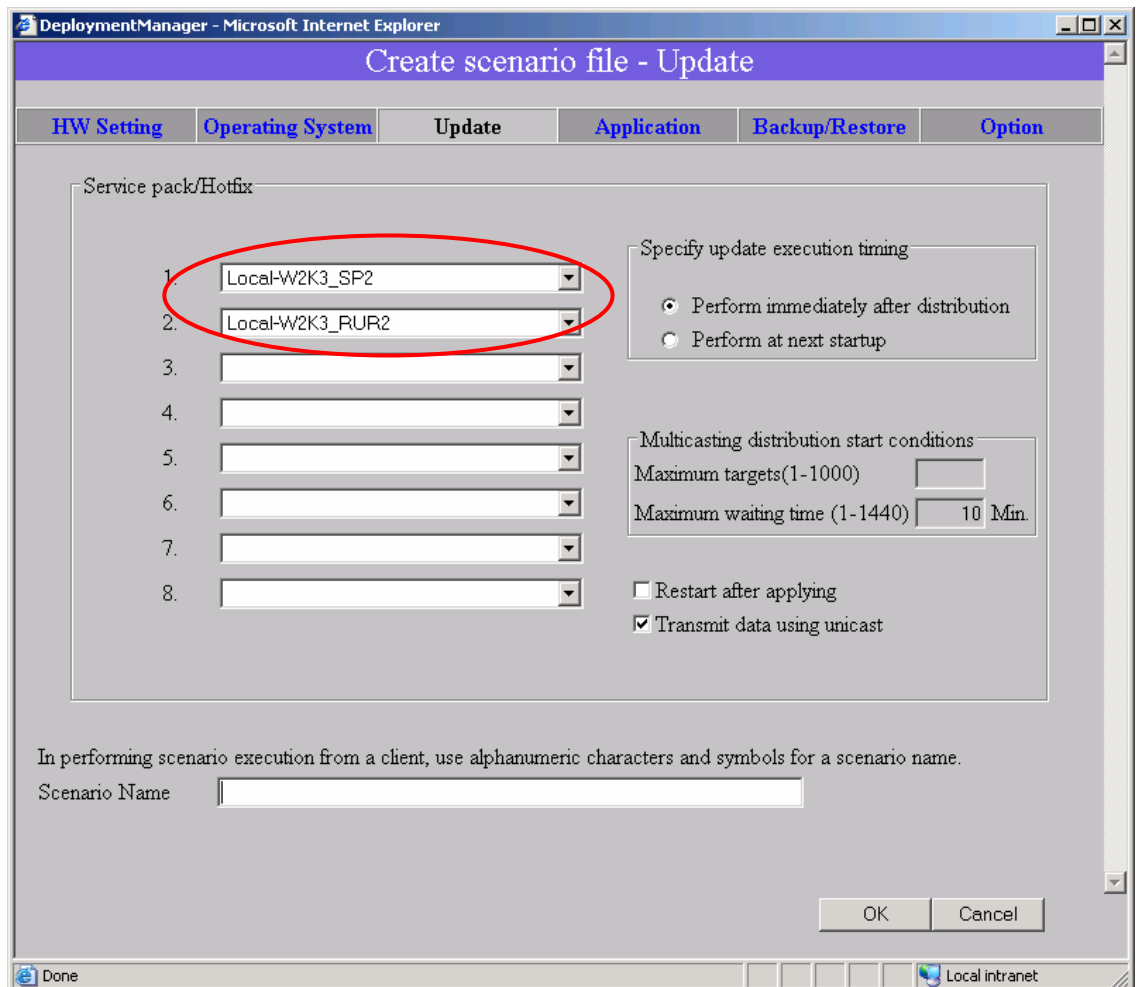 DeploymentManager - Microsoft Internet Explorer
Create scenario file - Update
HW Setting Operating System Update Application Backup/Restore Option
Service pack/Hotfix
1. Local-W2K3_SP2
2. Local-W2K3_RUR2
3.
4.
5.
6.
7.
8.
Specify update execution timing
Perform immediately after distribution
Perform at next startup
Multicasting distribution start conditions
Maximum targets(1-1000)
Maximum waiting time (1-1440) 10 Min.
Restart after applying
Transmit data using unicast
In performing scenario execution from a client, use alphanumeric characters and symbols for a scenario name.
Scenario Name
OK Cancel
Done Local intranet